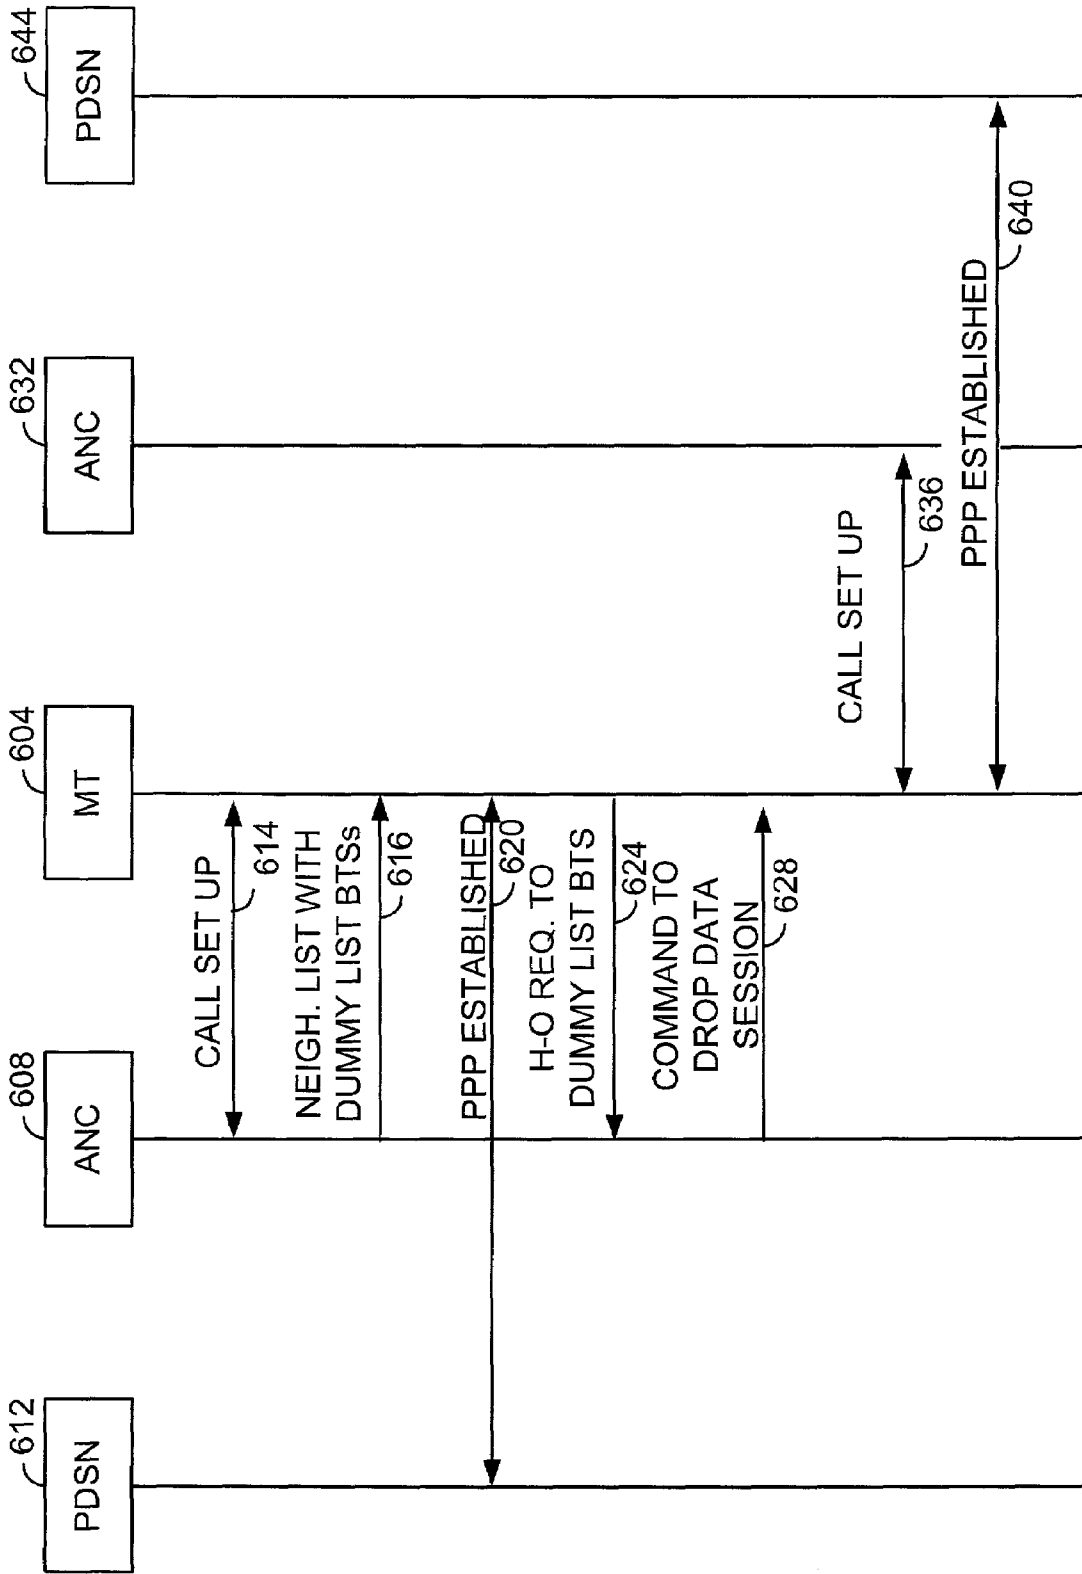 612
PDSN
608
ANC
604
MT
632
ANC
644
PDSN
CALL SET UP
614
NEIGH. LIST WITH
DUMMY LIST BTSs
616
PPP ESTABLISHED
620
H-O REQ. TO
DUMMY LIST BTS
624
COMMAND TO
DROP DATA
SESSION
628
CALL SET UP
636
PPP ESTABLISHED
640